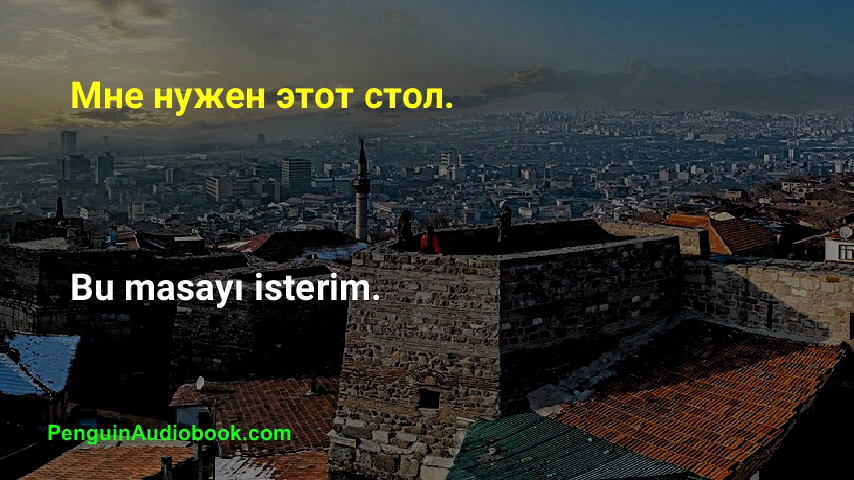 Мне нужен этот стол.
Bu masayı isterim.
PenguinAudiobook.com